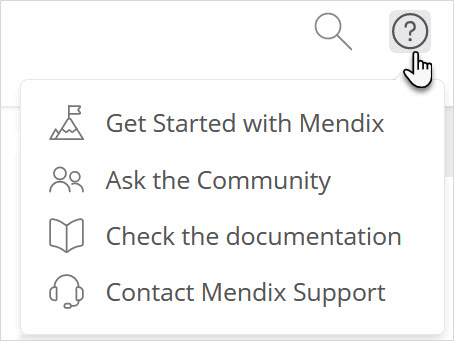 ?
Get Started with Mendix
Ask the Community
Check the documentation
Contact Mendix Support